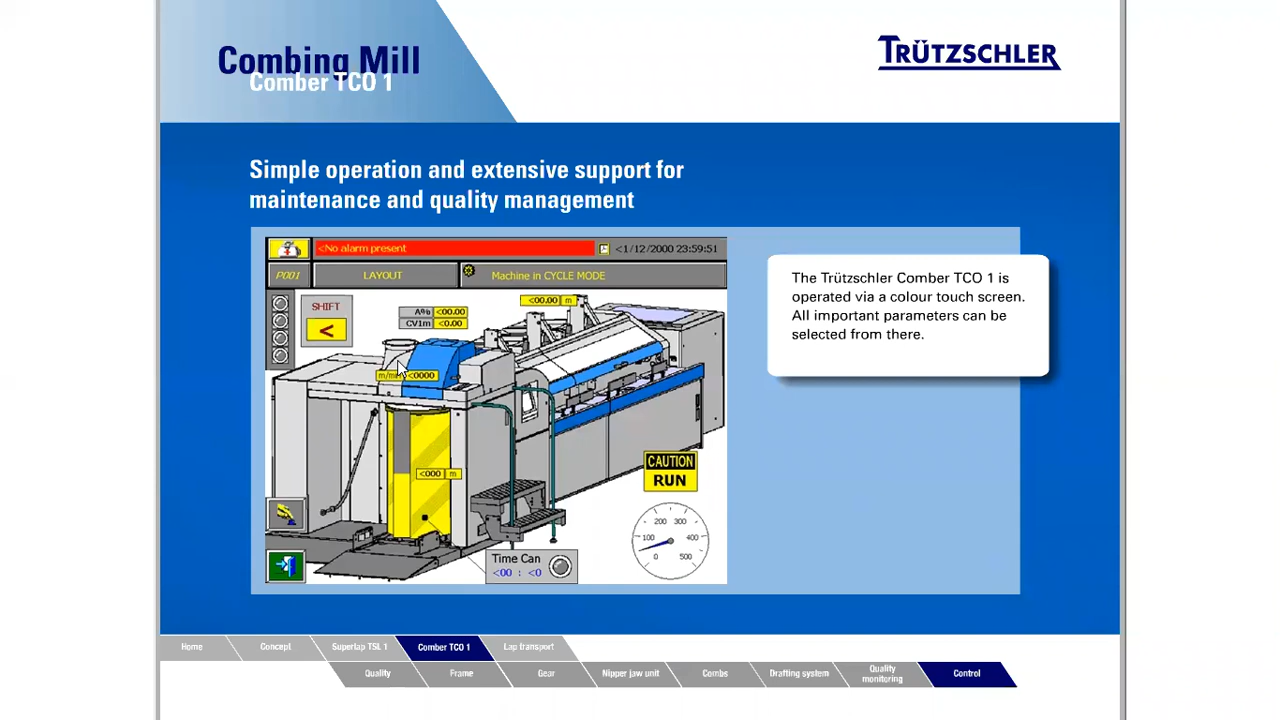 Combing Mill
Comber TCO 1
TRÜTZSCHLER
Simple operation and extensive support for
maintenance and quality management
<No alarm present
<1/12/2000 23:59:51
P001
LAYOUT
Machine in CYCLE MODE
SHIFT
<
A% <00.00
CV1m <0.00
<00.00 m
m/min <0000
<000 m
CAUTION
RUN
0 100 200 300 400 500
Time Can
<00 : <0
The Trützschler Comber TCO 1 is
operated via a colour touch screen.
All important parameters can be
selected from there.
Home Concept Superlap TSL 1 Comber TCO 1 Lap transport
Quality Frame Gear Nipper jaw unit Combs Drafting system Quality monitoring Control